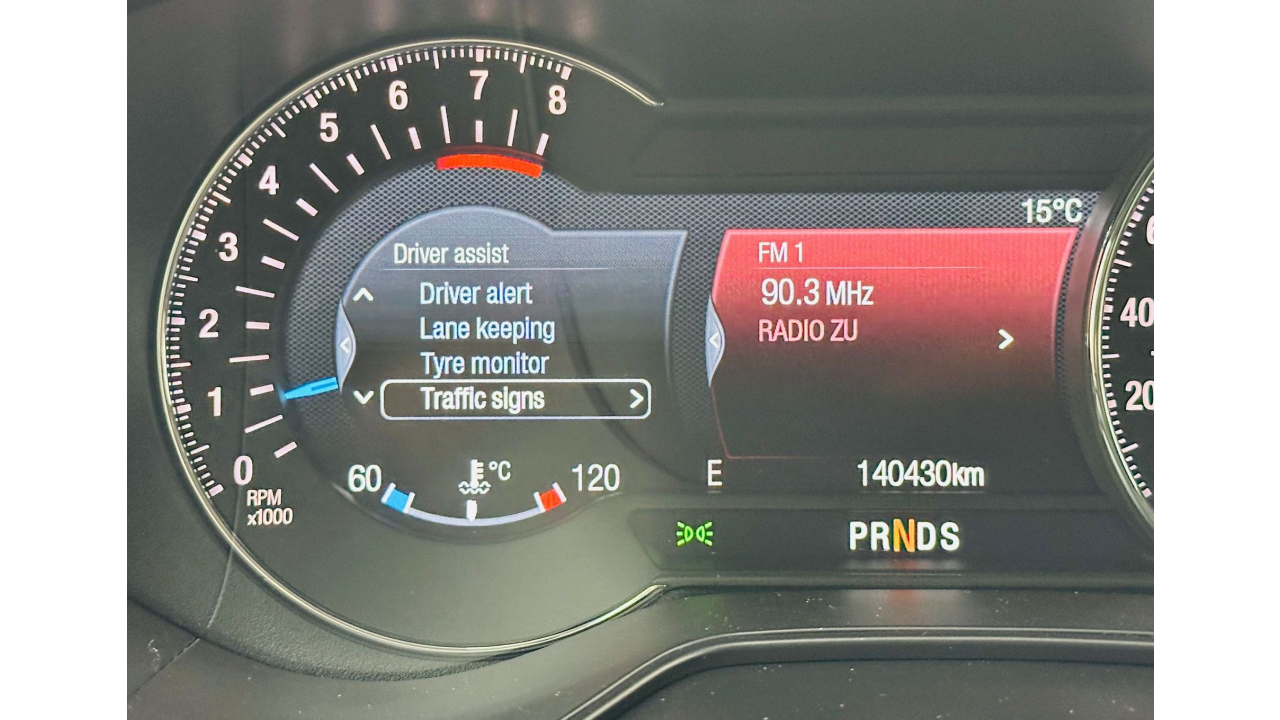 8
7
6
5
4
3
2
1
0
RPM
x1000
Driver assist
Driver alert
Lane keeping
Tyre monitor
Traffic signs
60
°C
120
15°C
FM 1
90.3 MHz
RADIO ZU
E
140430km
PRNDS
40
20